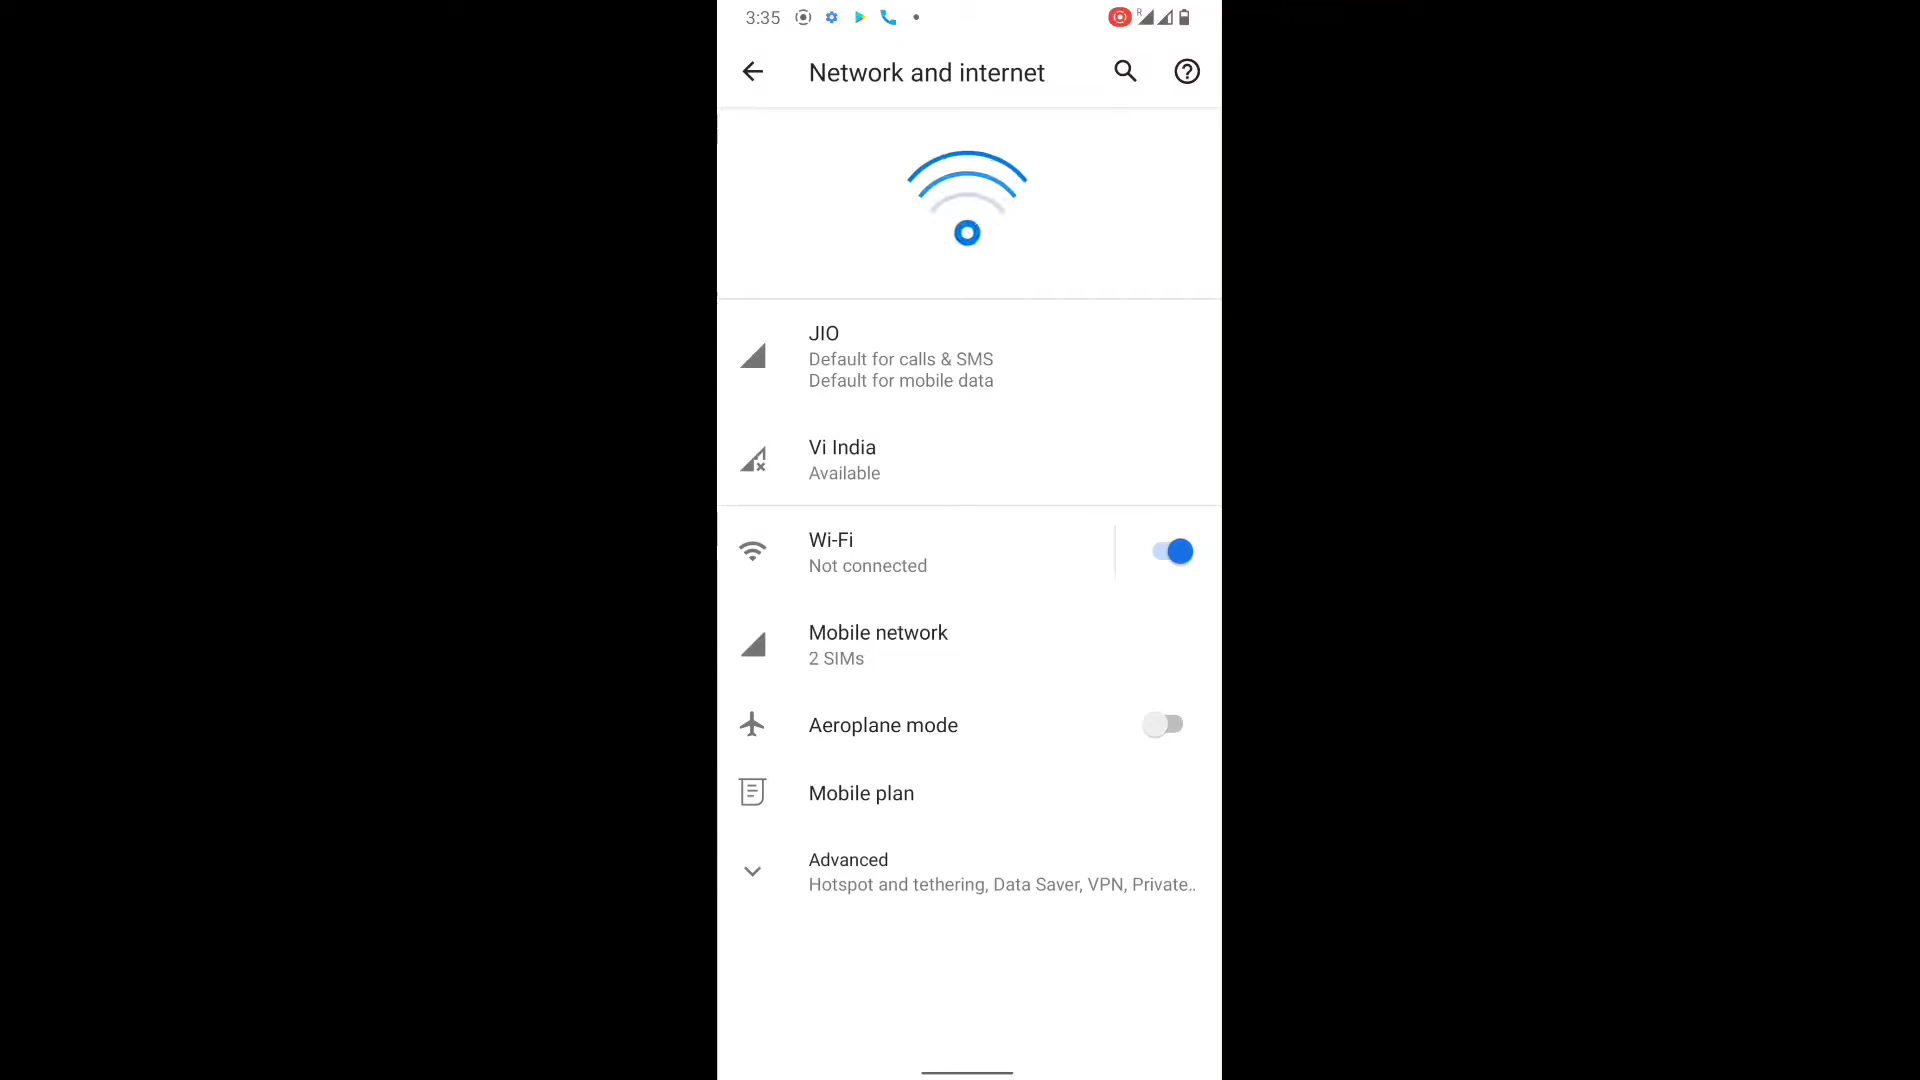 3:35
R
Network and internet
JIO
Default for calls & SMS
Default for mobile data
Vi India
Available
Wi-Fi
Not connected
Mobile network
2 SIMs
Aeroplane mode
Mobile plan
Advanced
Hotspot and tethering, Data Saver, VPN, Private..